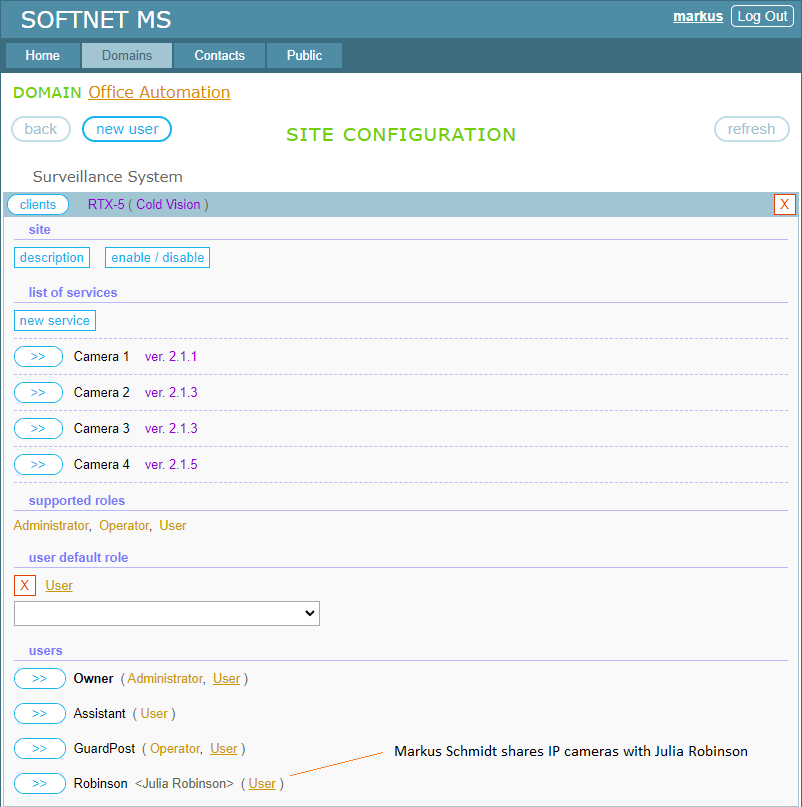 SOFTNET MS
markus Log Out
Home Domains Contacts Public
DOMAIN Office Automation
back new user SITE CONFIGURATION refresh
Surveillance System
clients RTX-5 ( Cold Vision ) X
site
description enable / disable
list of services
new service
>> Camera 1 ver. 2.1.1
>> Camera 2 ver. 2.1.3
>> Camera 3 ver. 2.1.3
>> Camera 4 ver. 2.1.5
supported roles
Administrator, Operator, User
user default role
X User
users
>> Owner ( Administrator, User )
>> Assistant ( User )
>> GuardPost ( Operator, User )
Markus Schmidt shares IP cameras with Julia Robinson
>> Robinson <Julia Robinson> ( User )